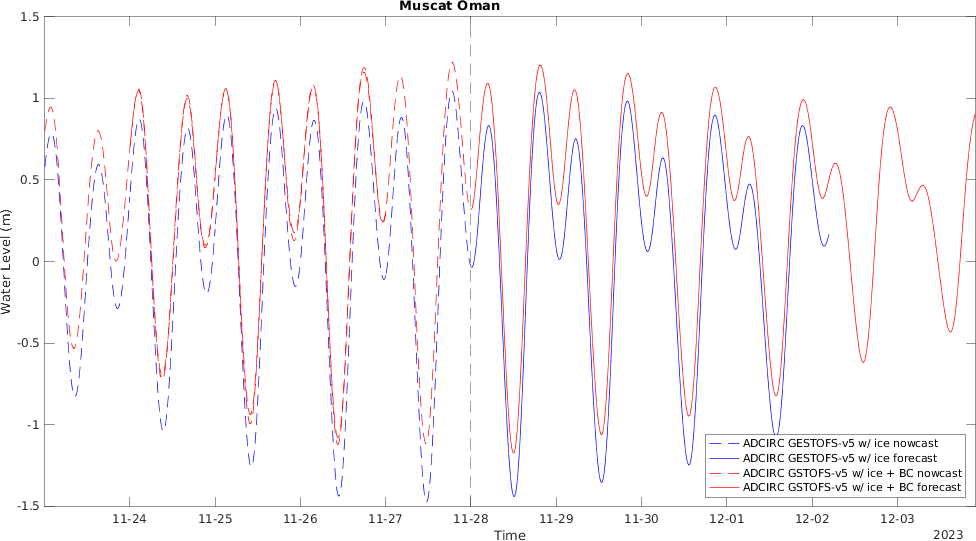 Muscat Oman
Water Level (m)
1.5
1
0.5
0
-0.5
-1
-1.5
11-24
11-25
11-26
11-27
11-28
11-29
11-30
12-01
12-02
12-03
Time
2023
ADCIRC GESTOFS-v5 w/ ice nowcast
ADCIRC GESTOFS-v5 w/ ice forecast
ADCIRC GSTOFS-v5 w/ ice + BC nowcast
ADCIRC GSTOFS-v5 w/ ice + BC forecast